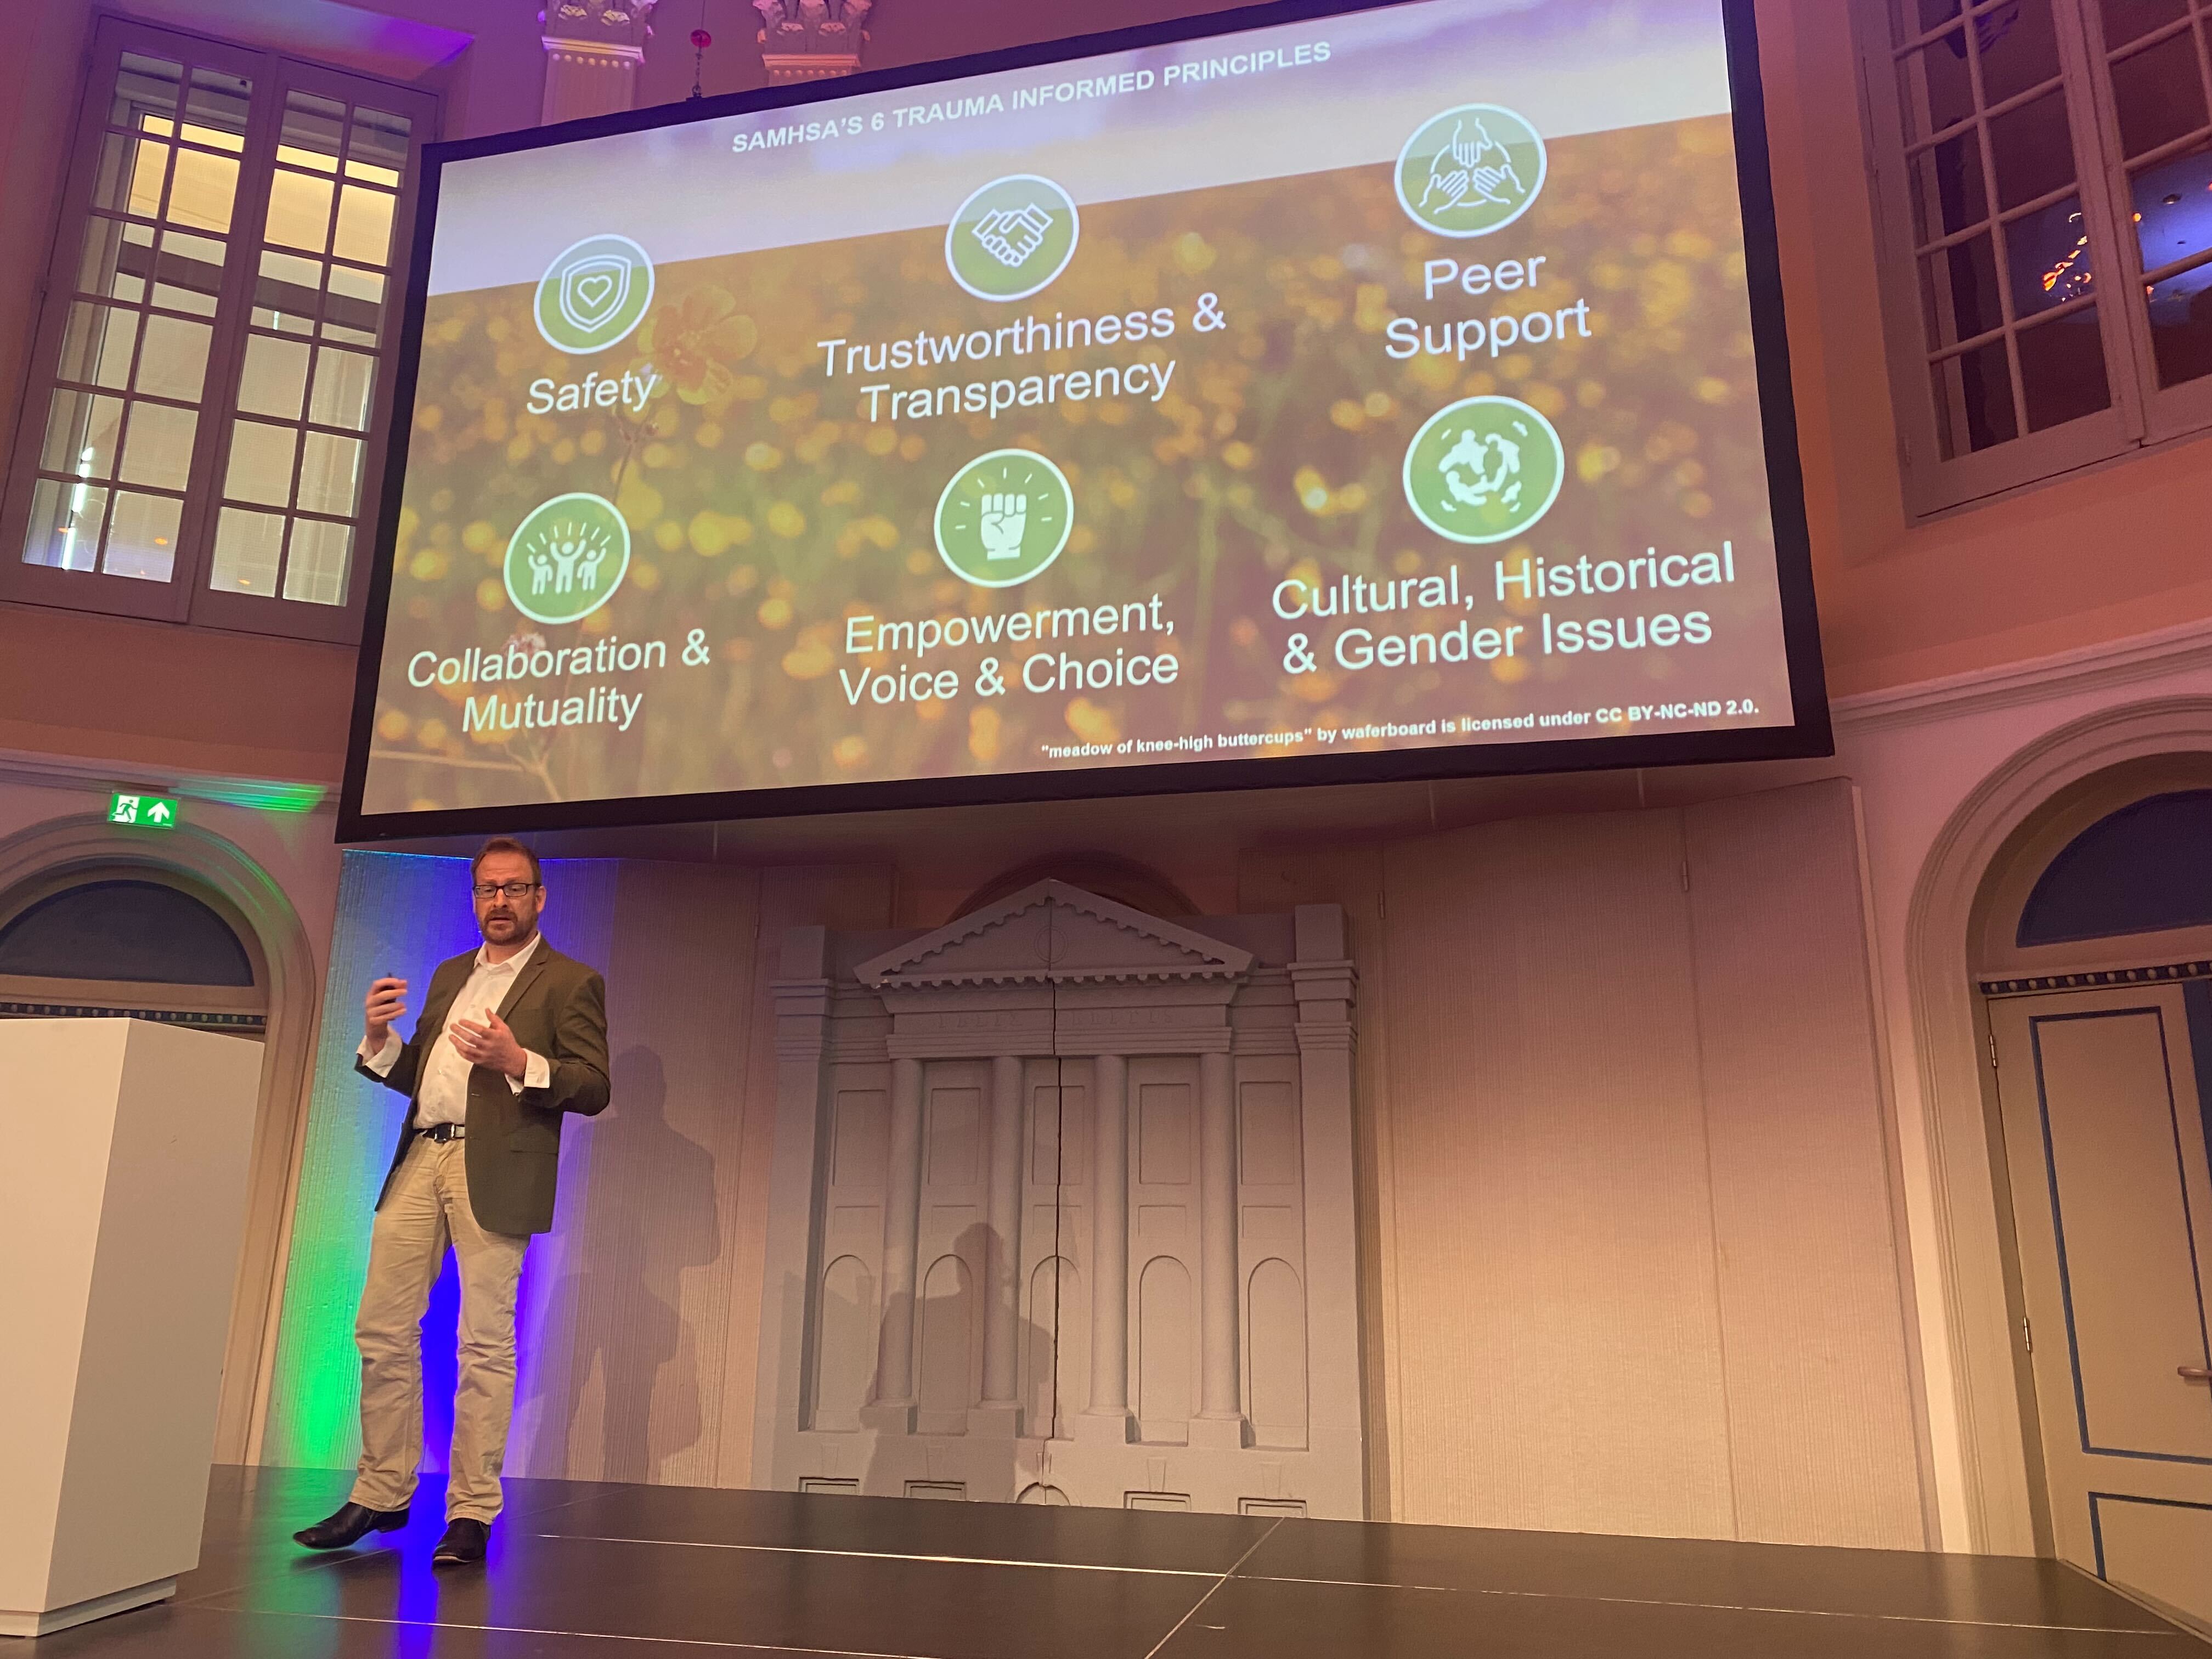 SAMHSA'S 6 TRAUMA INFORMED PRINCIPLES
Safety
Trustworthiness &
Transparency
Peer
Support
Collaboration &
Mutuality
Empowerment,
Voice & Choice
Cultural, Historical
& Gender Issues
"meadow of knee-high buttercups" by waferboard is licensed under CC BY-NC-ND 2.0.